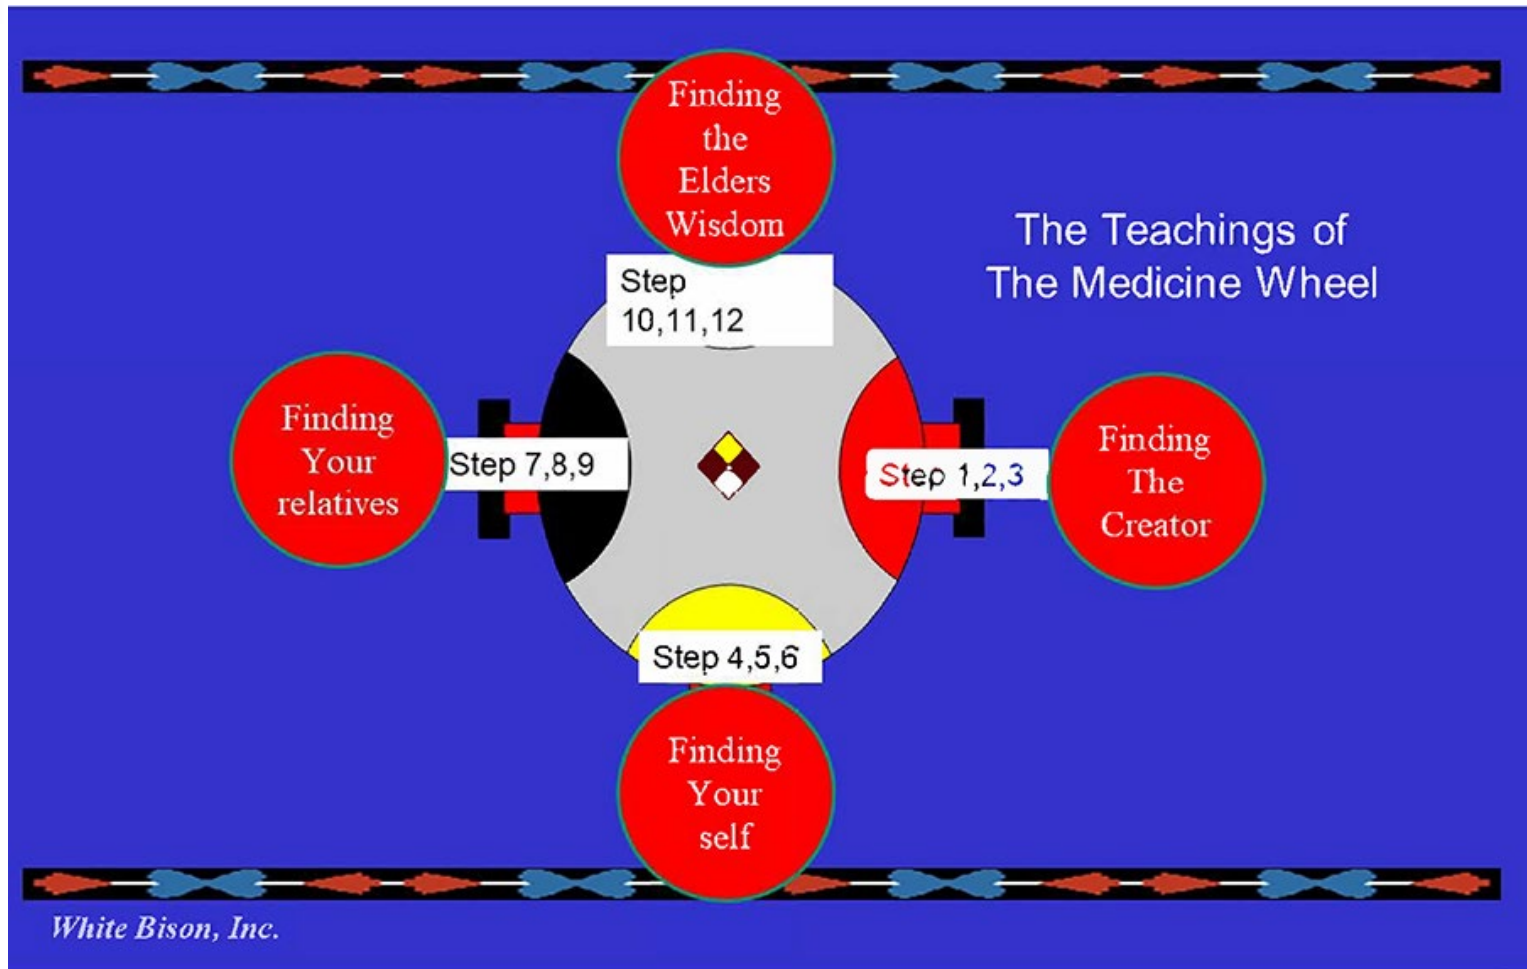 Finding
the
Elders
Wisdom
The Teachings of
The Medicine Wheel
Step
10,11,12
Finding
Your
relatives
Step 7,8,9
Step 1,2,3
Finding
The
Creator
Step 4,5,6
Finding
Your
self
White Bison, Inc.